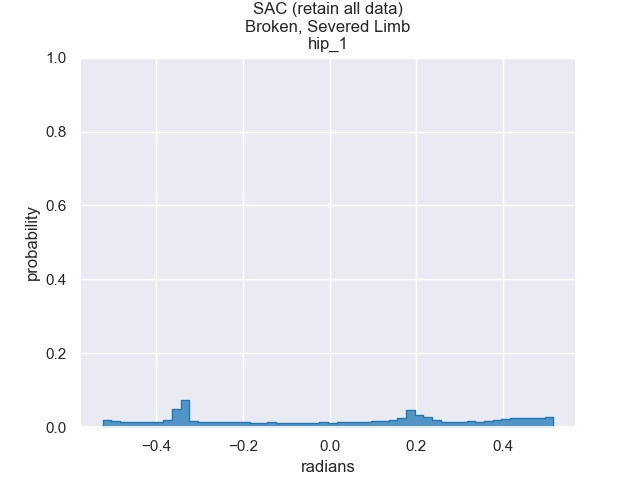 SAC (retain all data)
Broken, Severed Limb
hip_1
1.0
0.8
0.6
0.4
0.2
0.0
probability
−0.4 −0.2 0.0 0.2 0.4
radians